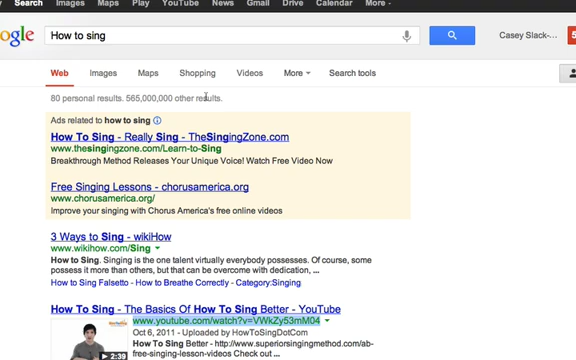 Search Images Maps Play YouTube News Gmail Drive Calendar More
ogle How to sing Casey Slack-... 5
Web Images Maps Shopping Videos More Search tools
80 personal results. 565,000,000 other results.
Ads related to how to sing
How To Sing - Really Sing - TheSingingZone.com
www.thesingingzone.com/Learn-to-Sing
Breakthrough Method Releases Your Unique Voice! Watch Free Video Now
Free Singing Lessons - chorusamerica.org
www.chorusamerica.org/
Improve your singing with Chorus America's free online videos
3 Ways to Sing - wikiHow
www.wikihow.com/Sing
How to Sing. Singing is the one talent virtually everybody possesses. Of course, some
possess it more than others, but that can be overcome with dedication, ...
How to Sing Falsetto - How to Breathe Correctly - Category:Singing
How To Sing - The Basics Of How To Sing Better - YouTube
www.youtube.com/watch?v=VWkZy53mM04
Oct 6, 2011 - Uploaded by HowToSingDotCom
How To Sing Better - http://www.superiorsingingmethod.com/ab-
free-singing-lesson-videos Check out ...
2:39